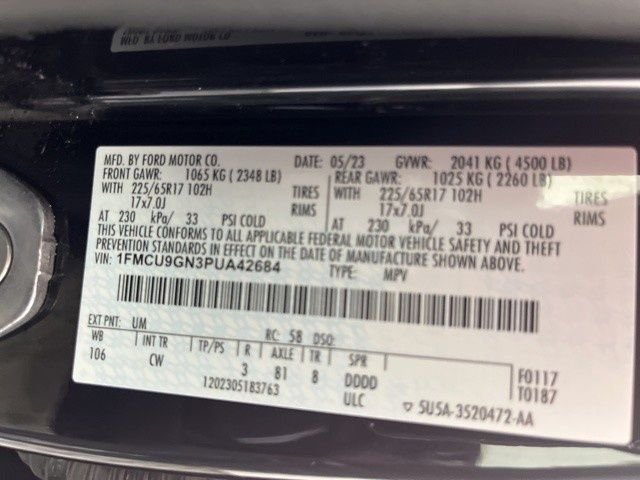 MFD. BY FORD MOTOR CO. DATE: 05/23 GVWR: 2041 KG ( 4500 LB)
FRONT GAWR: 1065 KG ( 2348 LB) REAR GAWR: 1025 KG ( 2260 LB)
WITH 225/65R17 102H TIRES WITH 225/65R17 102H TIRES
17x7.0J RIMS 17x7.0J RIMS
AT 230 kPa/ 33 PSI COLD AT 230 kPa/ 33 PSI COLD
THIS VEHICLE CONFORMS TO ALL APPLICABLE FEDERAL MOTOR VEHICLE SAFETY AND THEFT
PREVENTION STANDARDS IN EFFECT ON THE DATE OF MANUFACTURE SHOWN ABOVE.
VIN: 1FMCU9GN3PUA42684 TYPE: MPV
EXT PNT: UM RC: 58 DSO:
WB INT TR TP/PS R AXLE TR SPR
106 CW 3 81 8 DDDD F0117
1202305183763 ULC T0187
5U5A-3520472-AA